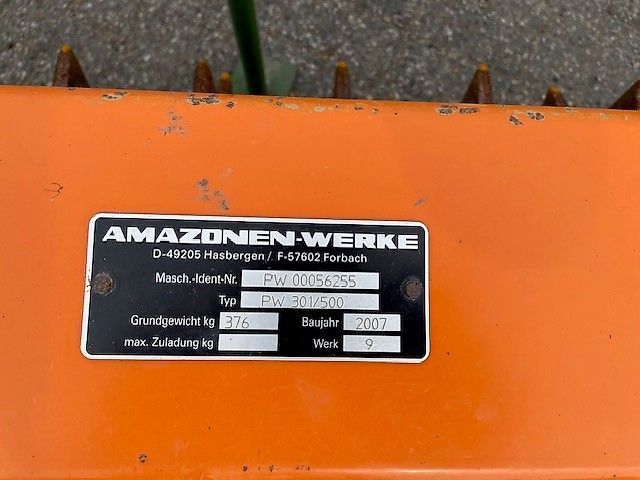 AMAZONEN-WERKE
D-49205 Hasbergen / F-57602 Forbach
Masch.-Ident-Nr. PW 00056255
Typ PW 301/500
Grundgewicht kg 376 Baujahr 2007
max. Zuladung kg Werk 9